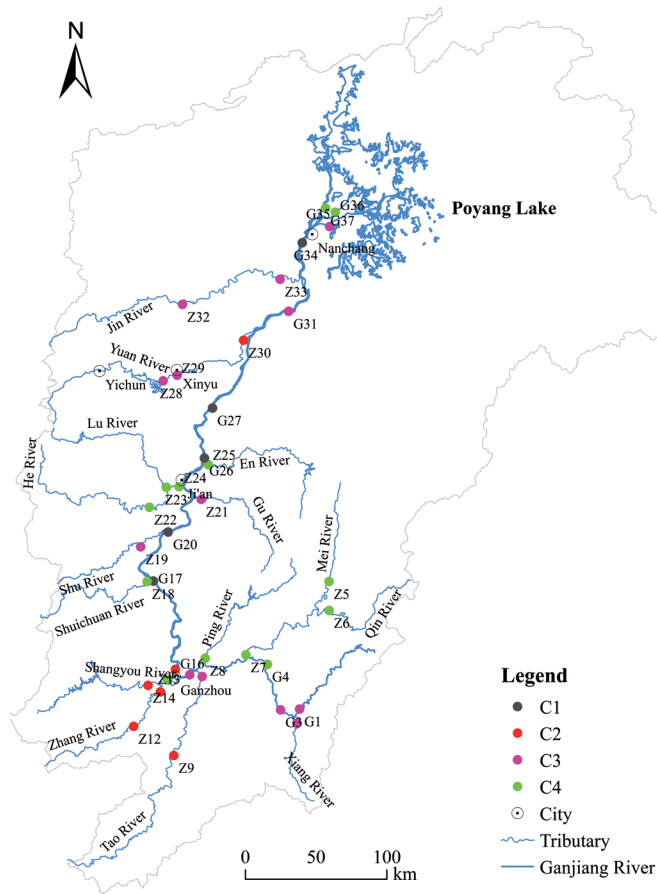 N
G36
G35
Poyang Lake
G37
Nanchang
G34
Z33
Z32
G31
Jin River
Yuan River
Z30
Z29
Yichun
Xinyu
Z28
G27
Lu River
He River
Z25
G26
En River
Z24
Z23
Ji'an
Z21
Z22
Gu River
Mei River
G20
Z19
Shu River
G17
Z18
Z5
Shuichuan River
Ping River
Z6
Qin River
G16
Z8
Z7
G4
Shangyou River
Z15
Ganzhou
Z14
G3
G1
Zhang River
Z12
Z9
Xiang River
Tao River
Legend
C1
C2
C3
C4
City
Tributary
Ganjiang River
0 50 100
km